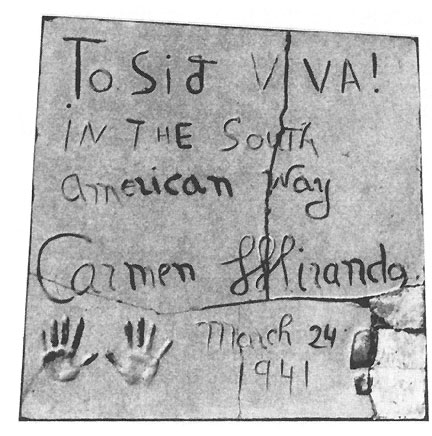 To Sid VIVA!
IN THE South
american Way
Carmen Miranda
March 24
1941